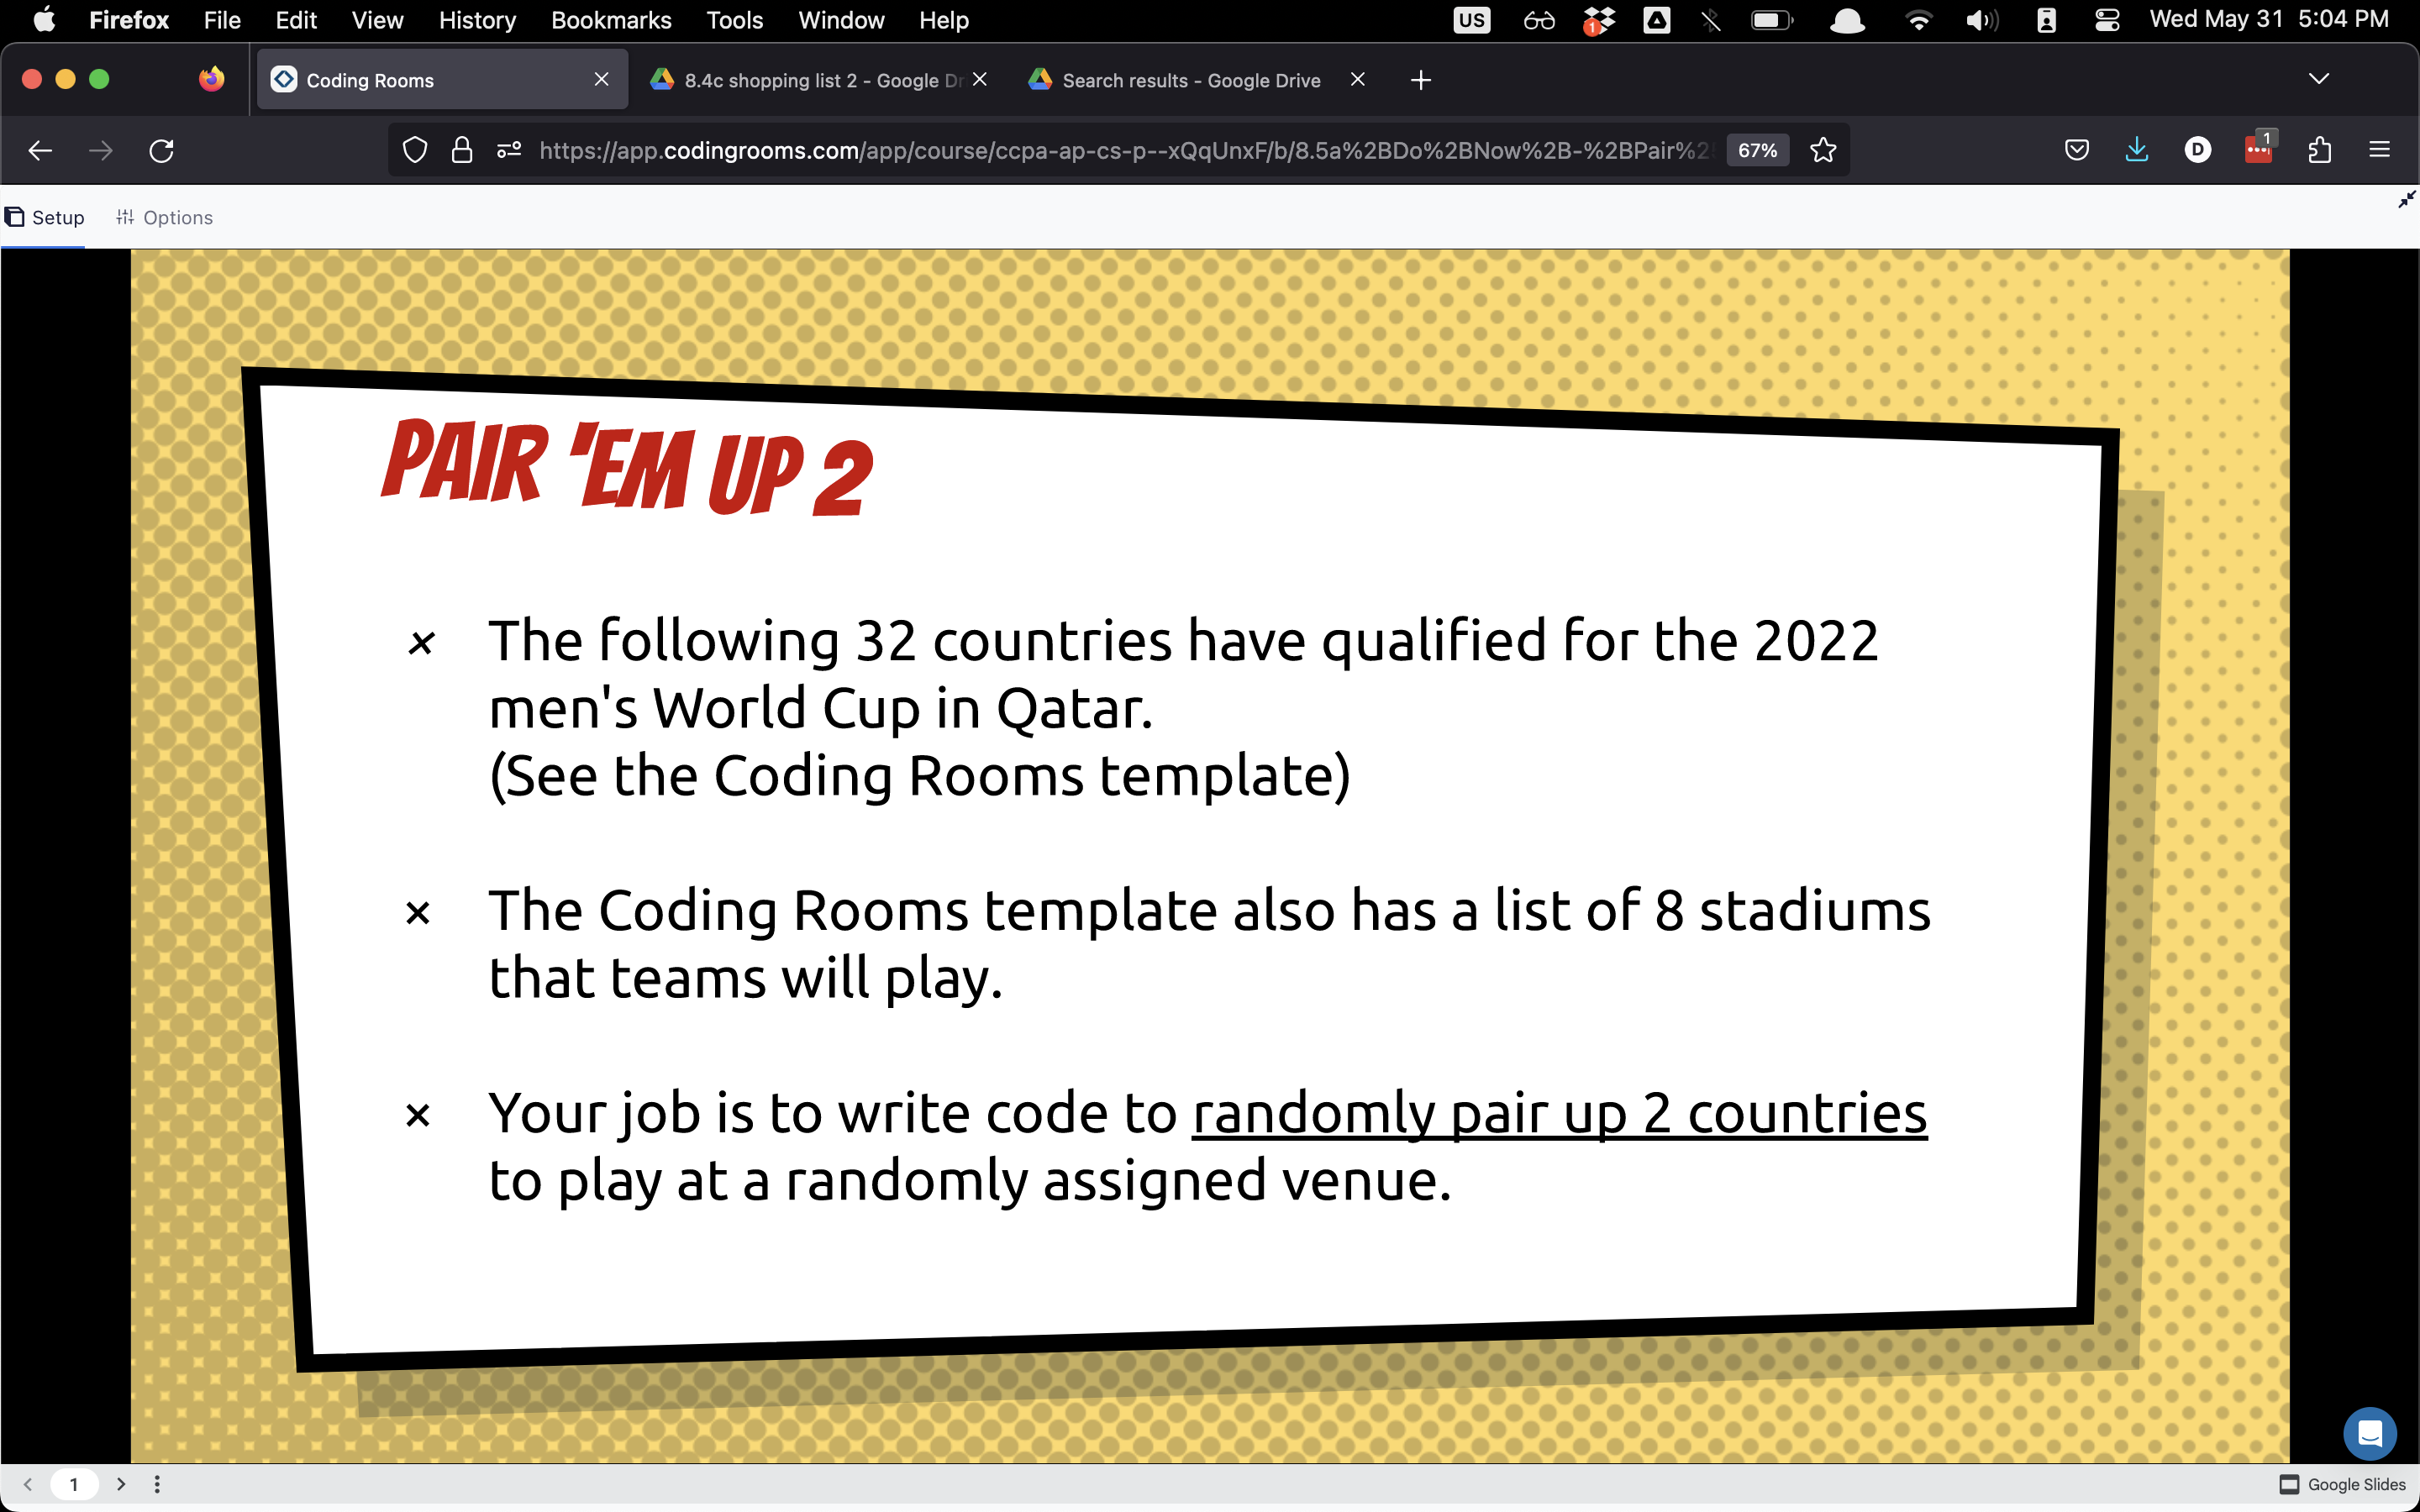 Firefox File Edit View History Bookmarks Tools Window Help US 1 Wed May 31 5:04 PM
Coding Rooms 8.4c shopping list 2 - Google Dr Search results - Google Drive
https://app.codingrooms.com/app/course/ccpa-ap-cs-p--xQqUnxF/b/8.5a%2BDo%2BNow%2B-%2BPair%2 67% D 1
Setup Options
PAIR 'EM UP 2
× The following 32 countries have qualified for the 2022
men's World Cup in Qatar.
(See the Coding Rooms template)
× The Coding Rooms template also has a list of 8 stadiums
that teams will play.
× Your job is to write code to randomly pair up 2 countries
to play at a randomly assigned venue.
1 Google Slides